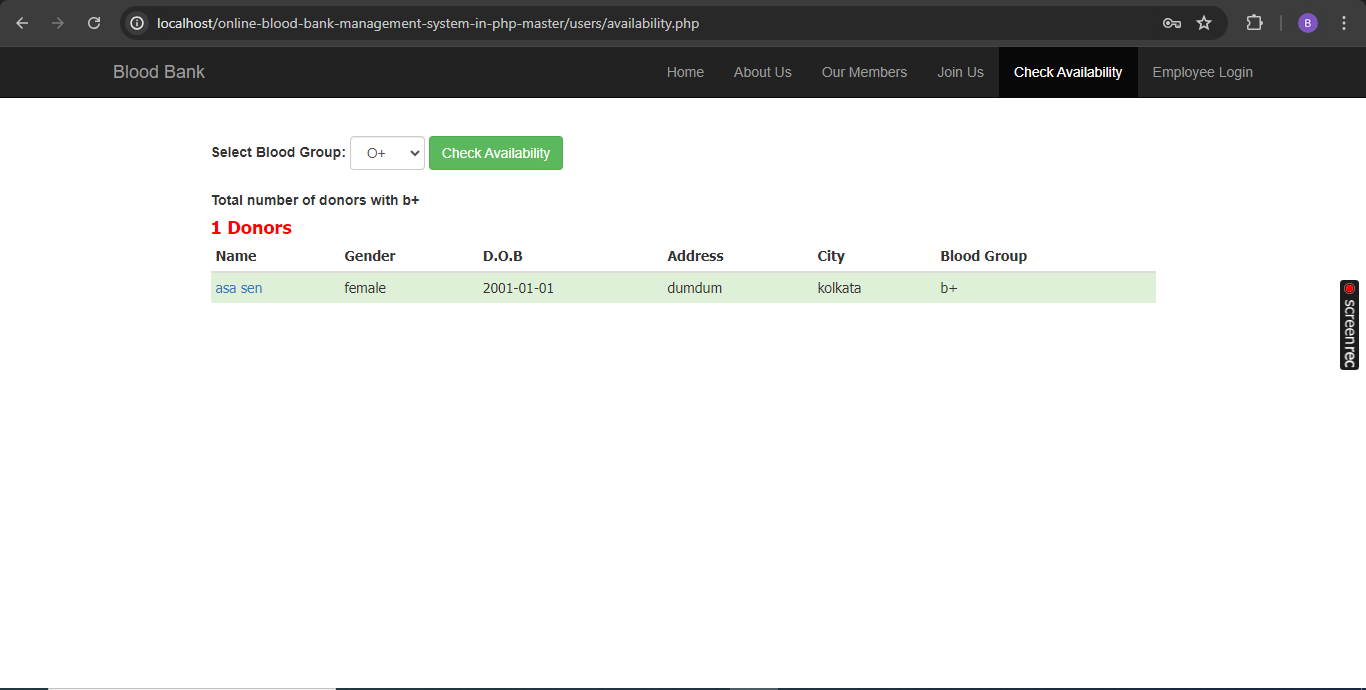 localhost/online-blood-bank-management-system-in-php-master/users/availability.php
B
Blood Bank Home About Us Our Members Join Us Check Availability Employee Login
Select Blood Group: O+ Check Availability
Total number of donors with b+
1 Donors
Name Gender D.O.B Address City Blood Group
asa sen female 2001-01-01 dumdum kolkata b+
screenrec